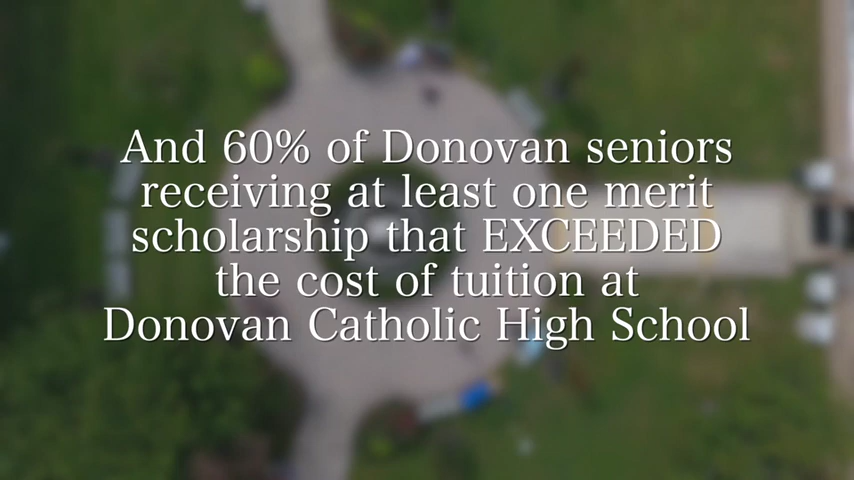 And 60% of Donovan seniors
receiving at least one merit
scholarship that EXCEEDED
the cost of tuition at
Donovan Catholic High School